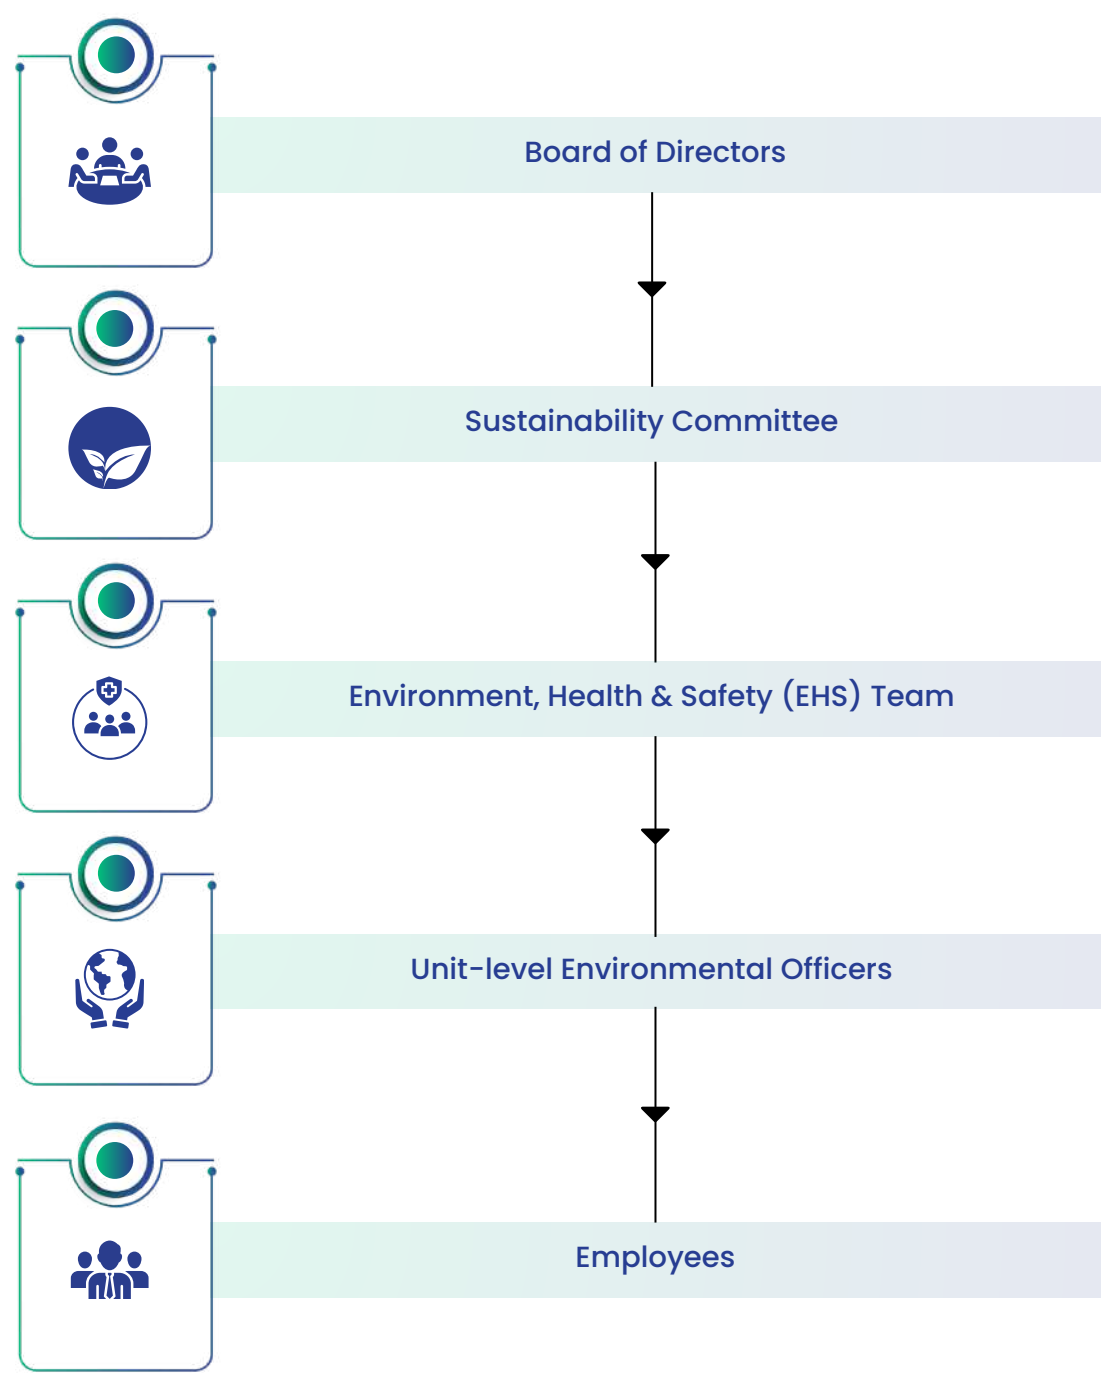 Board of Directors
Sustainability Committee
Environment, Health & Safety (EHS) Team
Unit-level Environmental Officers
Employees